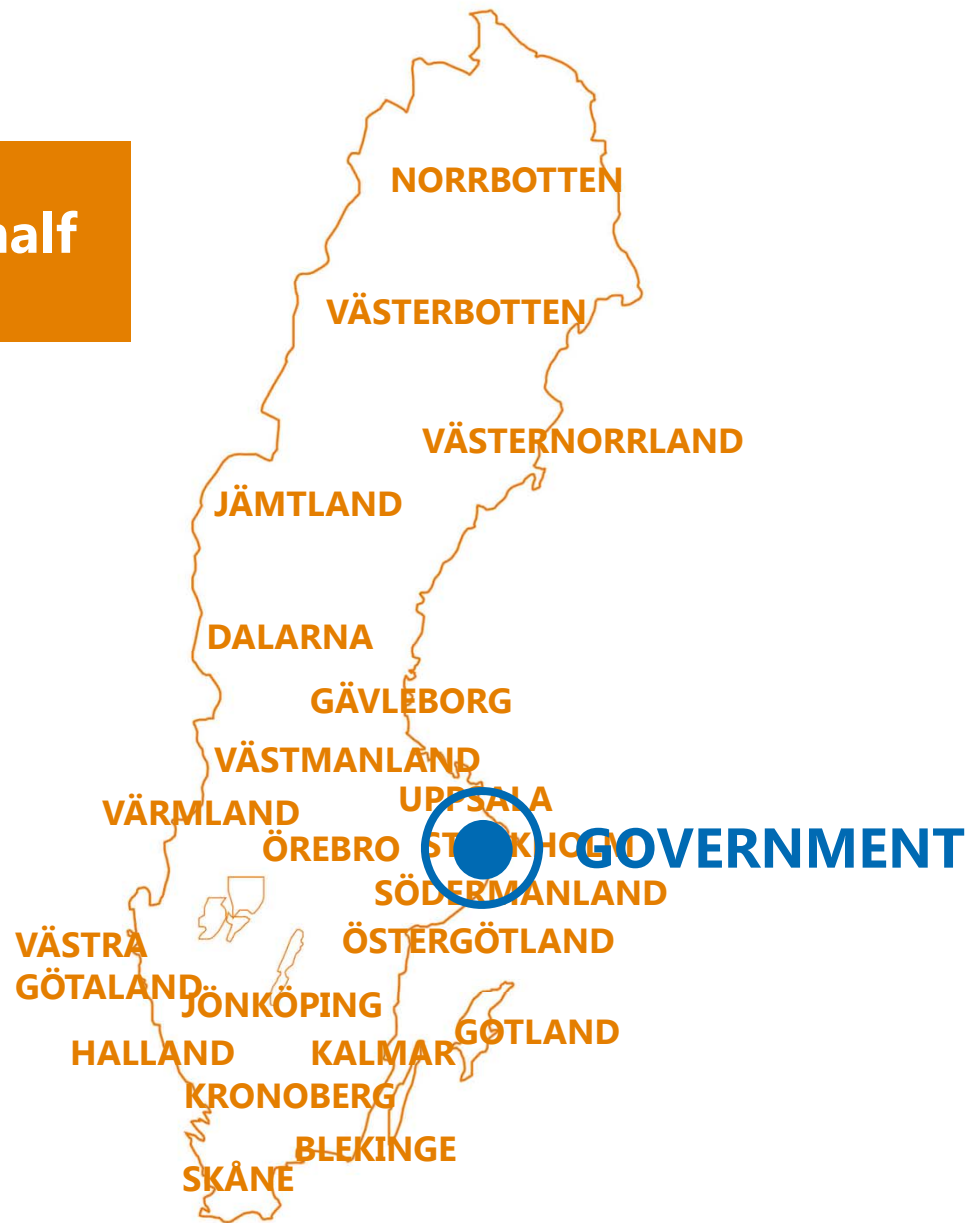 NORRBOTTEN
half
VÄSTERBOTTEN
VÄSTERNORRLAND
JÄMTLAND
DALARNA
GÄVLEBORG
VÄSTMANLAND
UPPSALA
VÄRMLAND
ÖREBRO STOCKHOLM GOVERNMENT
SÖDERMANLAND
ÖSTERGÖTLAND
VÄSTRA
GÖTALAND
JÖNKÖPING
GOTLAND
HALLAND KALMAR
KRONOBERG
BLEKINGE
SKÅNE